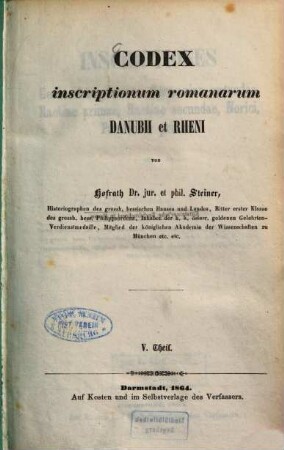 CODEX
inscriptionum romanarum
DANUBII et RHENI
von
Hofrath Dr. jur. et phil. Steiner,
Historiographen des grossh. hessischen Hauses und Landes, Ritter erster Klasse
des grossh. hess. Philippordens, Inhaber der k. k. österr. goldenen Gelehrten-
Verdienstmedaille, Mitglied der königlichen Akademie der Wissenschaften zu
München etc. etc.
V. Theil.
Darmstadt, 1864.
Auf Kosten und im Selbstverlage des Verfassers.